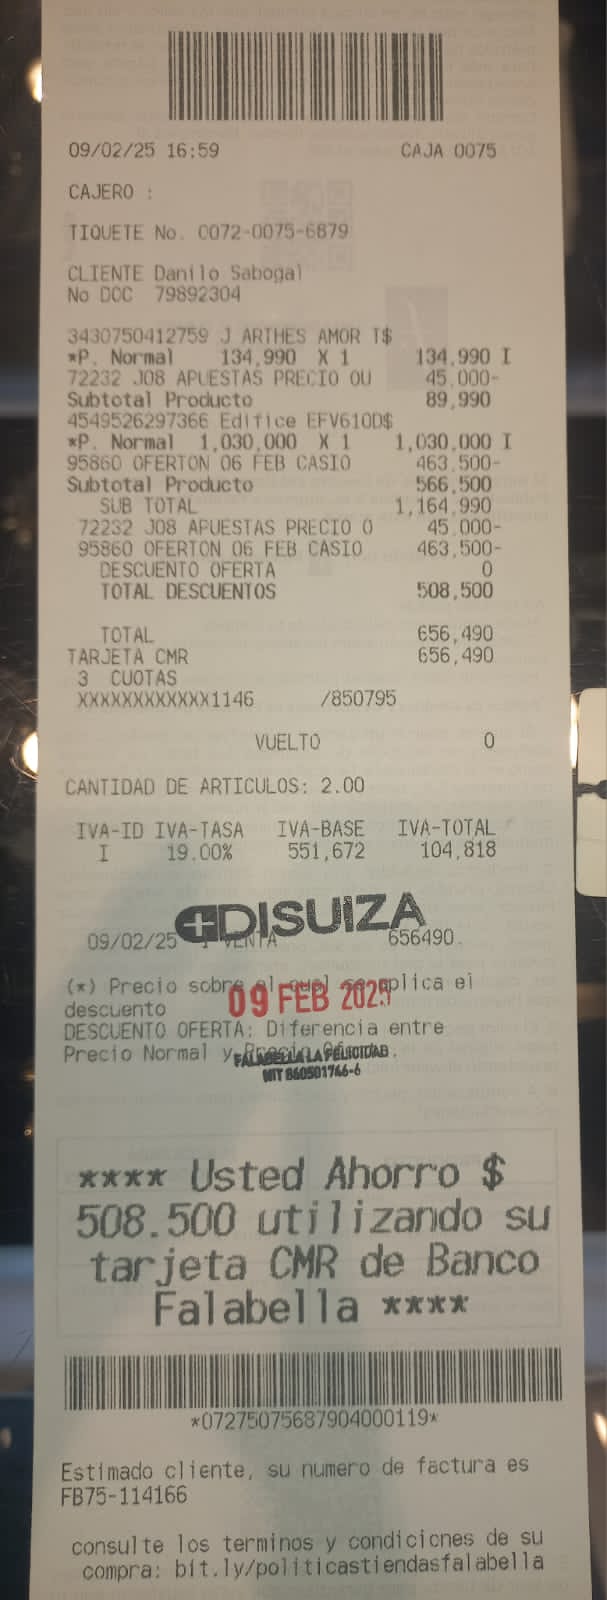 09/02/25 16:59 CAJA 0075
CAJERO :
TIQUETE No. 0072-0075-6879
CLIENTE Danilo Sabogal
No DOC 79892304
3430750412759 J ARTHES AMOR T$
*P. Normal 134,990 X 1 134,990 I
72232 J08 APUESTAS PRECIO OU 45,000-
Subtotal Producto 89,990
4549526297366 Edifice EFV610D$
*P. Normal 1,030,000 X 1 1,030,000 I
95860 OFERTON 06 FEB CASIO 463,500-
Subtotal Producto 566,500
SUB TOTAL 1,164,990
72232 J08 APUESTAS PRECIO O 45,000-
95860 OFERTON 06 FEB CASIO 463,500-
DESCUENTO OFERTA 0
TOTAL DESCUENTOS 508,500
TOTAL 656,490
TARJETA CMR 656,490
3 CUOTAS
XXXXXXXXXXXX1146 /850795
VUELTO 0
CANTIDAD DE ARTICULOS: 2.00
IVA-ID IVA-TASA IVA-BASE IVA-TOTAL
I 19.00% 551,672 104,818
DISUIZA
09/02/25 1 VENTA 656490.
(*) Precio sobre el cual se aplica el
09 FEB 2025
descuento
DESCUENTO OFERTA: Diferencia entre
Precio Normal y Precio Oferta.
FALABELLA LA FELICIDAD
NIT 860501746-6
**** Usted Ahorro $
508.500 utilizando su
tarjeta CMR de Banco
Falabella ****
*07275075687904000119*
Estimado cliente, su numero de factura es
FB75-114166
consulte los terminos y condiciones de su
compra: bit.ly/politicastiendasfalabella